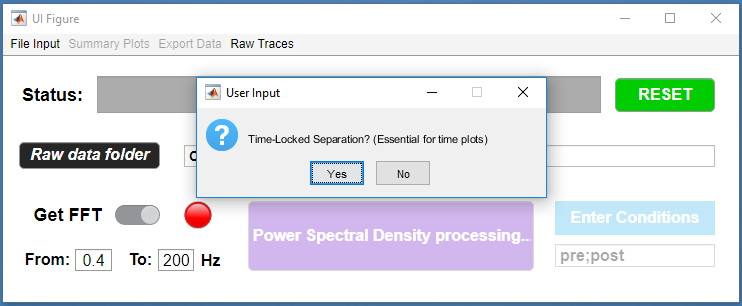 UI Figure
File Input Summary Plots Export Data Raw Traces
Status:
RESET
User Input
Time-Locked Separation? (Essential for time plots)
Yes No
Raw data folder
Get FFT
Power Spectral Density processing..
Enter Conditions
From: 0.4 To: 200 Hz
pre;post